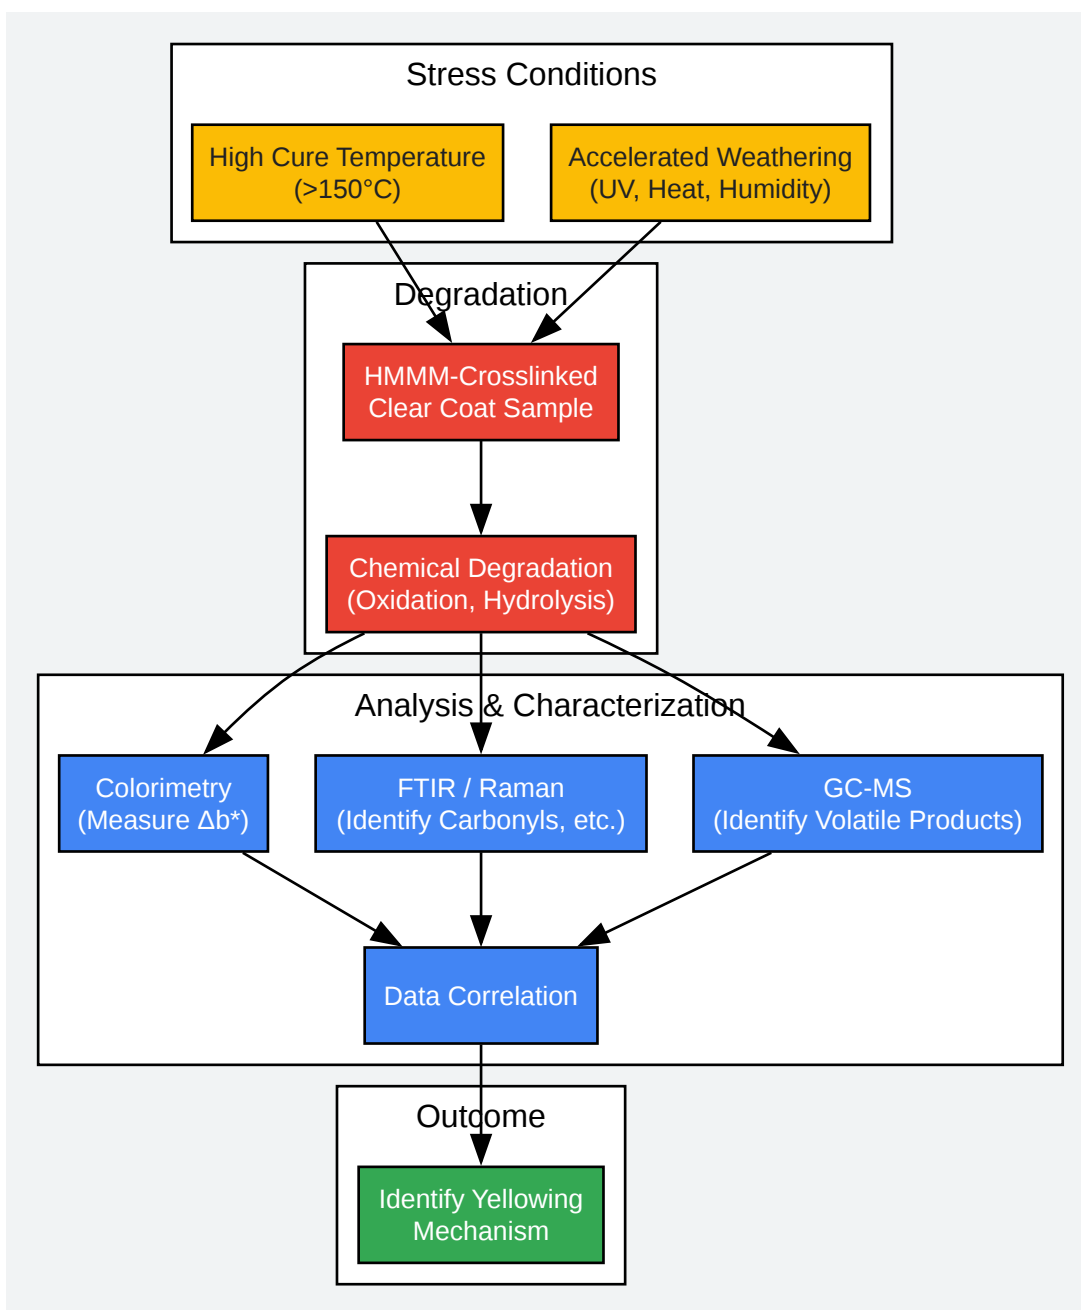 Stress Conditions
High Cure Temperature
(>150°C)
Accelerated Weathering
(UV, Heat, Humidity)
Degradation
HMMM-Crosslinked
Clear Coat Sample
Chemical Degradation
(Oxidation, Hydrolysis)
Analysis & Characterization
Colorimetry
(Measure Δb*)
FTIR / Raman
(Identify Carbonyls, etc.)
GC-MS
(Identify Volatile Products)
Data Correlation
Outcome
Identify Yellowing
Mechanism